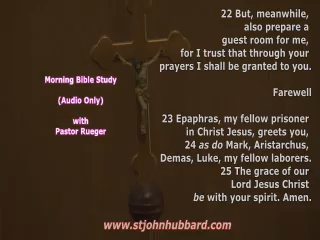 Morning Bible Study
(Audio Only)
with
Pastor Rueger
22 But, meanwhile,
also prepare a
guest room for me,
for I trust that through your
prayers I shall be granted to you.
Farewell
23 Epaphras, my fellow prisoner
in Christ Jesus, greets you,
24 as do Mark, Aristarchus,
Demas, Luke, my fellow laborers.
25 The grace of our
Lord Jesus Christ
be with your spirit. Amen.
www.stjohnhubbard.com